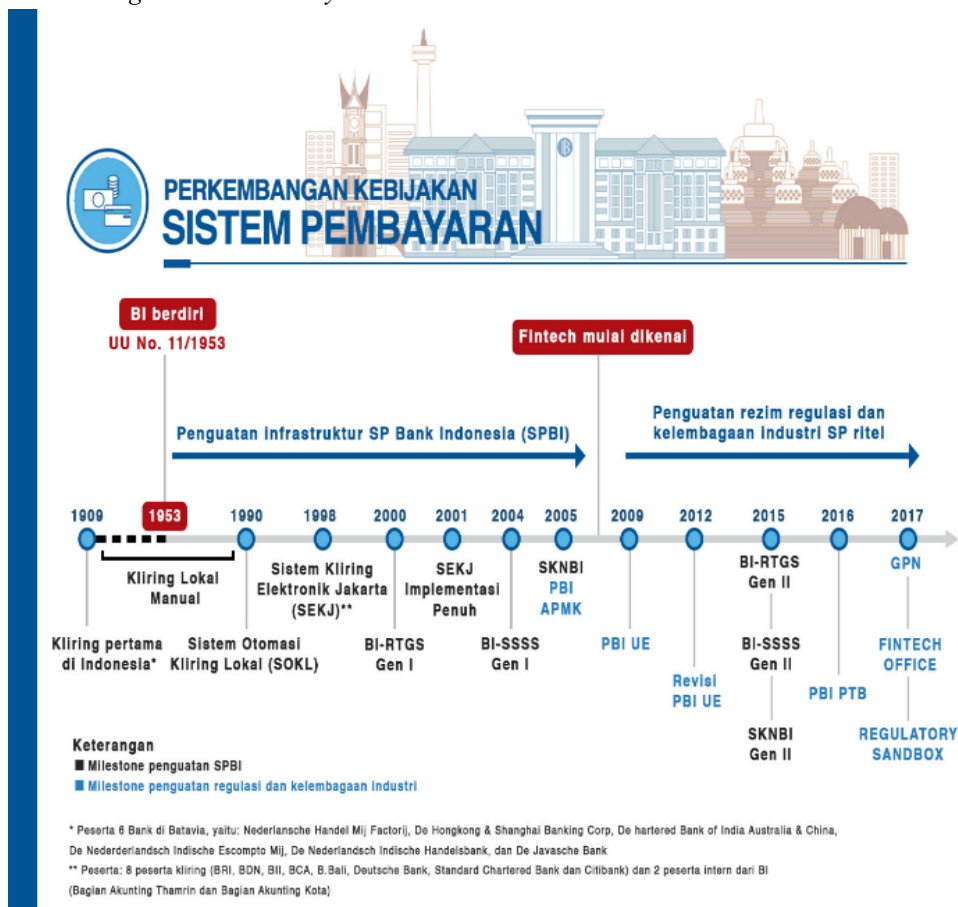 PERKEMBANGAN KEBIJAKAN
SISTEM PEMBAYARAN
BI berdiri
UU No. 11/1953
Fintech mulai dikenal
Penguatan infrastruktur SP Bank Indonesia (SPBI)
Penguatan rezim regulasi dan
kelembagaan industri SP ritel
1909
1953
1990
1998
2000
2001
2004
2005
2009
2012
2015
2016
2017
Kliring Lokal
Manual
Kliring pertama
di Indonesia*
Sistem Otomasi
Kliring Lokal (SOKL)
Sistem Kliring
Elektronik Jakarta
(SEKJ)**
BI-RTGS
Gen I
SEKJ
Implementasi
Penuh
BI-SSSS
Gen I
SKNBI
PBI
APMK
PBI UE
Revisi
PBI UE
BI-RTGS
Gen II
BI-SSSS
Gen II
SKNBI
Gen II
PBI PTB
GPN
FINTECH
OFFICE
REGULATORY
SANDBOX
Keterangan
Milestone penguatan SPBI
Milestone penguatan regulasi dan kelembagaan industri
* Peserta 6 Bank di Batavia, yaitu: Nederlansche Handel Mij Factorij, De Hongkong & Shanghai Banking Corp, De hartered Bank of India Australia & China,
De Nederderlandsch Indische Escompto Mij, De Nederlandsch Indische Handelsbank, dan De Javasche Bank
** Peserta: 8 peserta kliring (BRI, BDN, BII, BCA, B.Bali, Deutsche Bank, Standard Chartered Bank dan Citibank) dan 2 peserta intern dari BI
(Bagian Akunting Thamrin dan Bagian Akunting Kota)